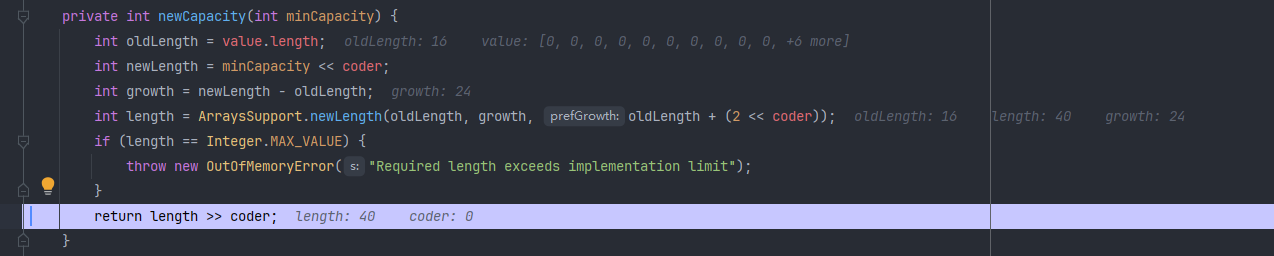 private int newCapacity(int minCapacity) {
int oldLength = value.length;   oldLength: 16    value: [0, 0, 0, 0, 0, 0, 0, 0, 0, 0, +6 more]
int newLength = minCapacity << coder;
int growth = newLength - oldLength;   growth: 24
int length = ArraysSupport.newLength(oldLength, growth, prefGrowth: oldLength + (2 << coder));   oldLength: 16    length: 40    growth: 24
if (length == Integer.MAX_VALUE) {
throw new OutOfMemoryError( s: "Required length exceeds implementation limit");
}
return length >> coder;   length: 40    coder: 0
}